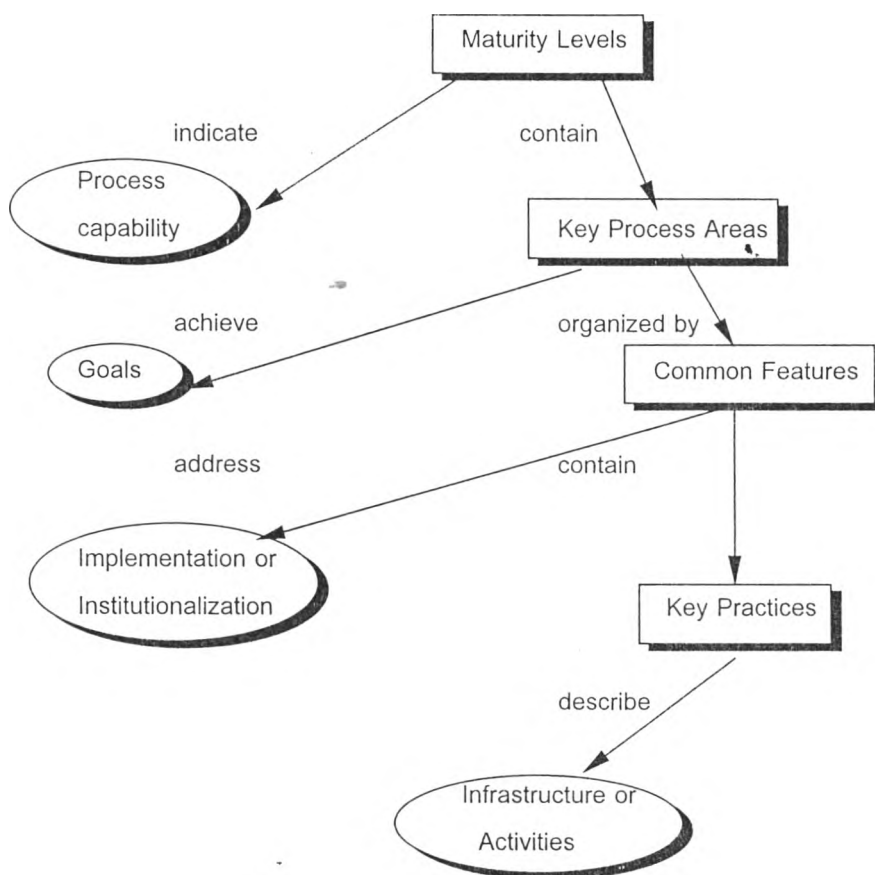 Maturity Levels
indicate
contain
Process
capability
Key Process Areas
achieve
organized by
Goals
Common Features
address
contain
Implementation or
Institutionalization
Key Practices
describe
Infrastructure or
Activities